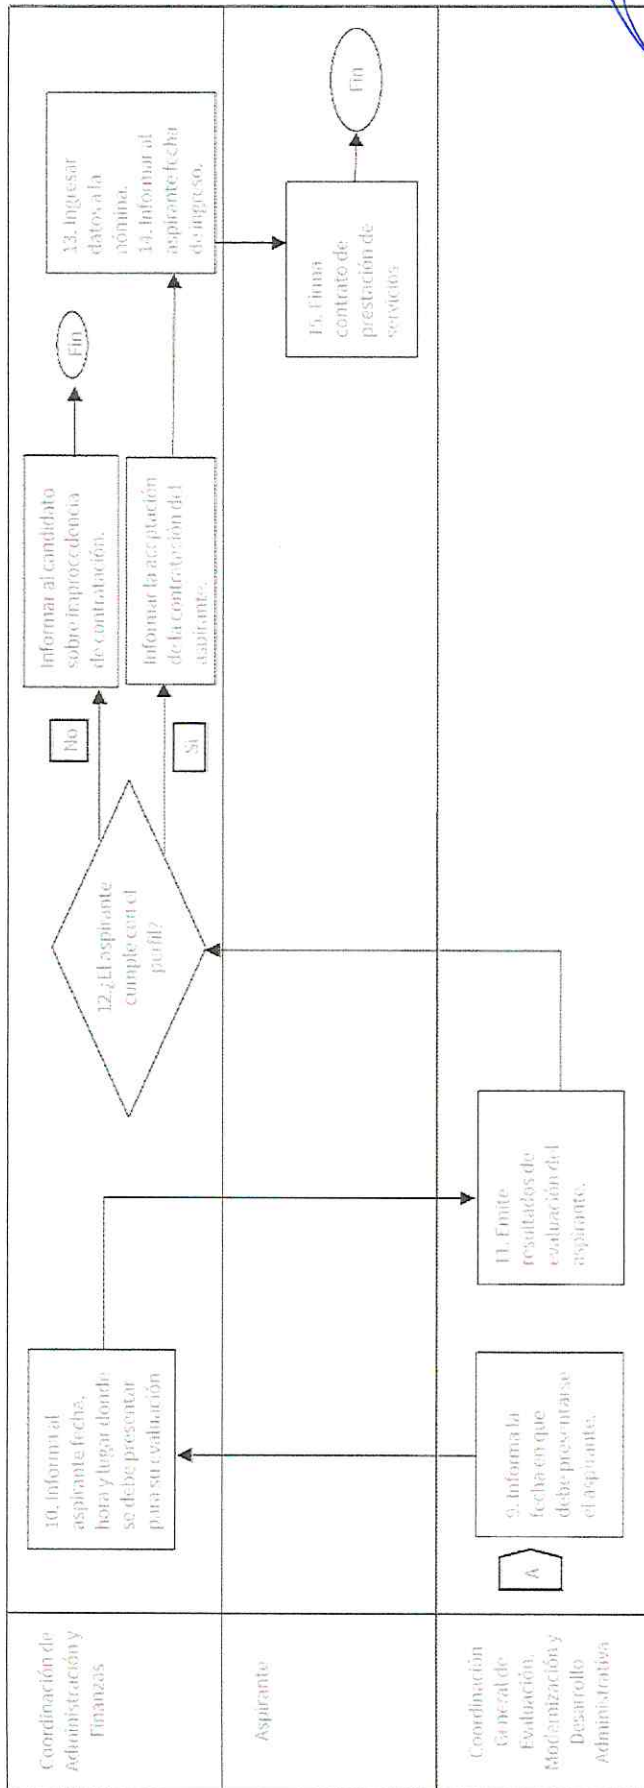 Coordinación de
Administración y
Finanzas
10. Informa al
aspirante fecha,
hora y lugar donde
se debe presentar
para su evaluación
12. ¿El aspirante
cumple con el
perfil?
No
Si
Informar al candidato
sobre improcedencia
de contratación.
Fin
Informar la aceptación
de la contratación del
aspirante.
13. Ingresar
datos a la
nómina.
14. Informar al
aspirante fecha
de ingreso.
Aspirante
15. Firma
contrato de
prestación de
servicios
Fin
Coordinación
General de
Evaluación,
Modernización y
Desarrollo
Administrativa
A
9. Informa la
fecha en que
debe presentarse
el aspirante.
11. Emite
resultados de
evaluación del
aspirante.